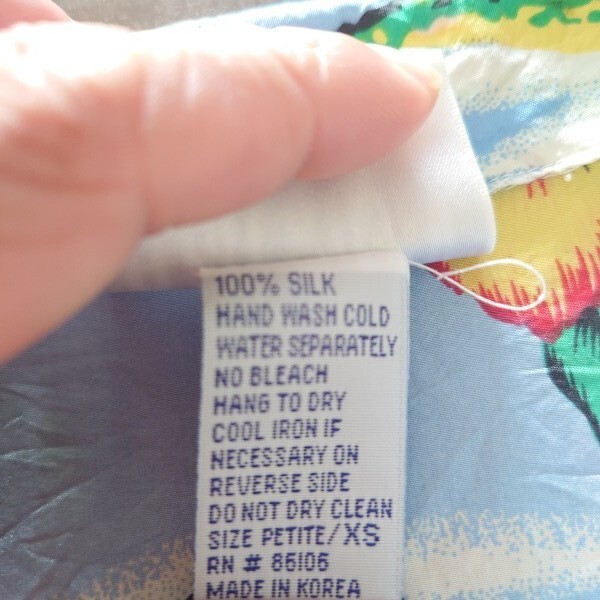 100% SILK
HAND WASH COLD
WATER SEPARATELY
NO BLEACH
HANG TO DRY
COOL IRON IF
NECESSARY ON
REVERSE SIDE
DO NOT DRY CLEAN
SIZE PETITE/XS
RN # 86106
MADE IN KOREA